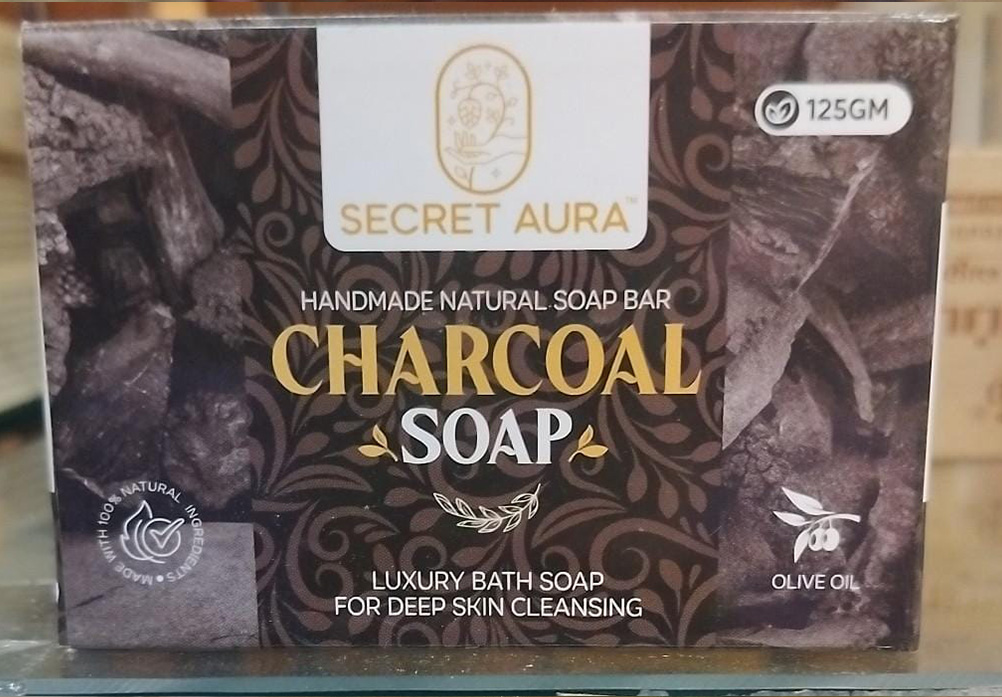 125GM
SECRET AURA™
HANDMADE NATURAL SOAP BAR
CHARCOAL
SOAP
MADE WITH 100% NATURAL INGREDIENTS
OLIVE OIL
LUXURY BATH SOAP
FOR DEEP SKIN CLEANSING